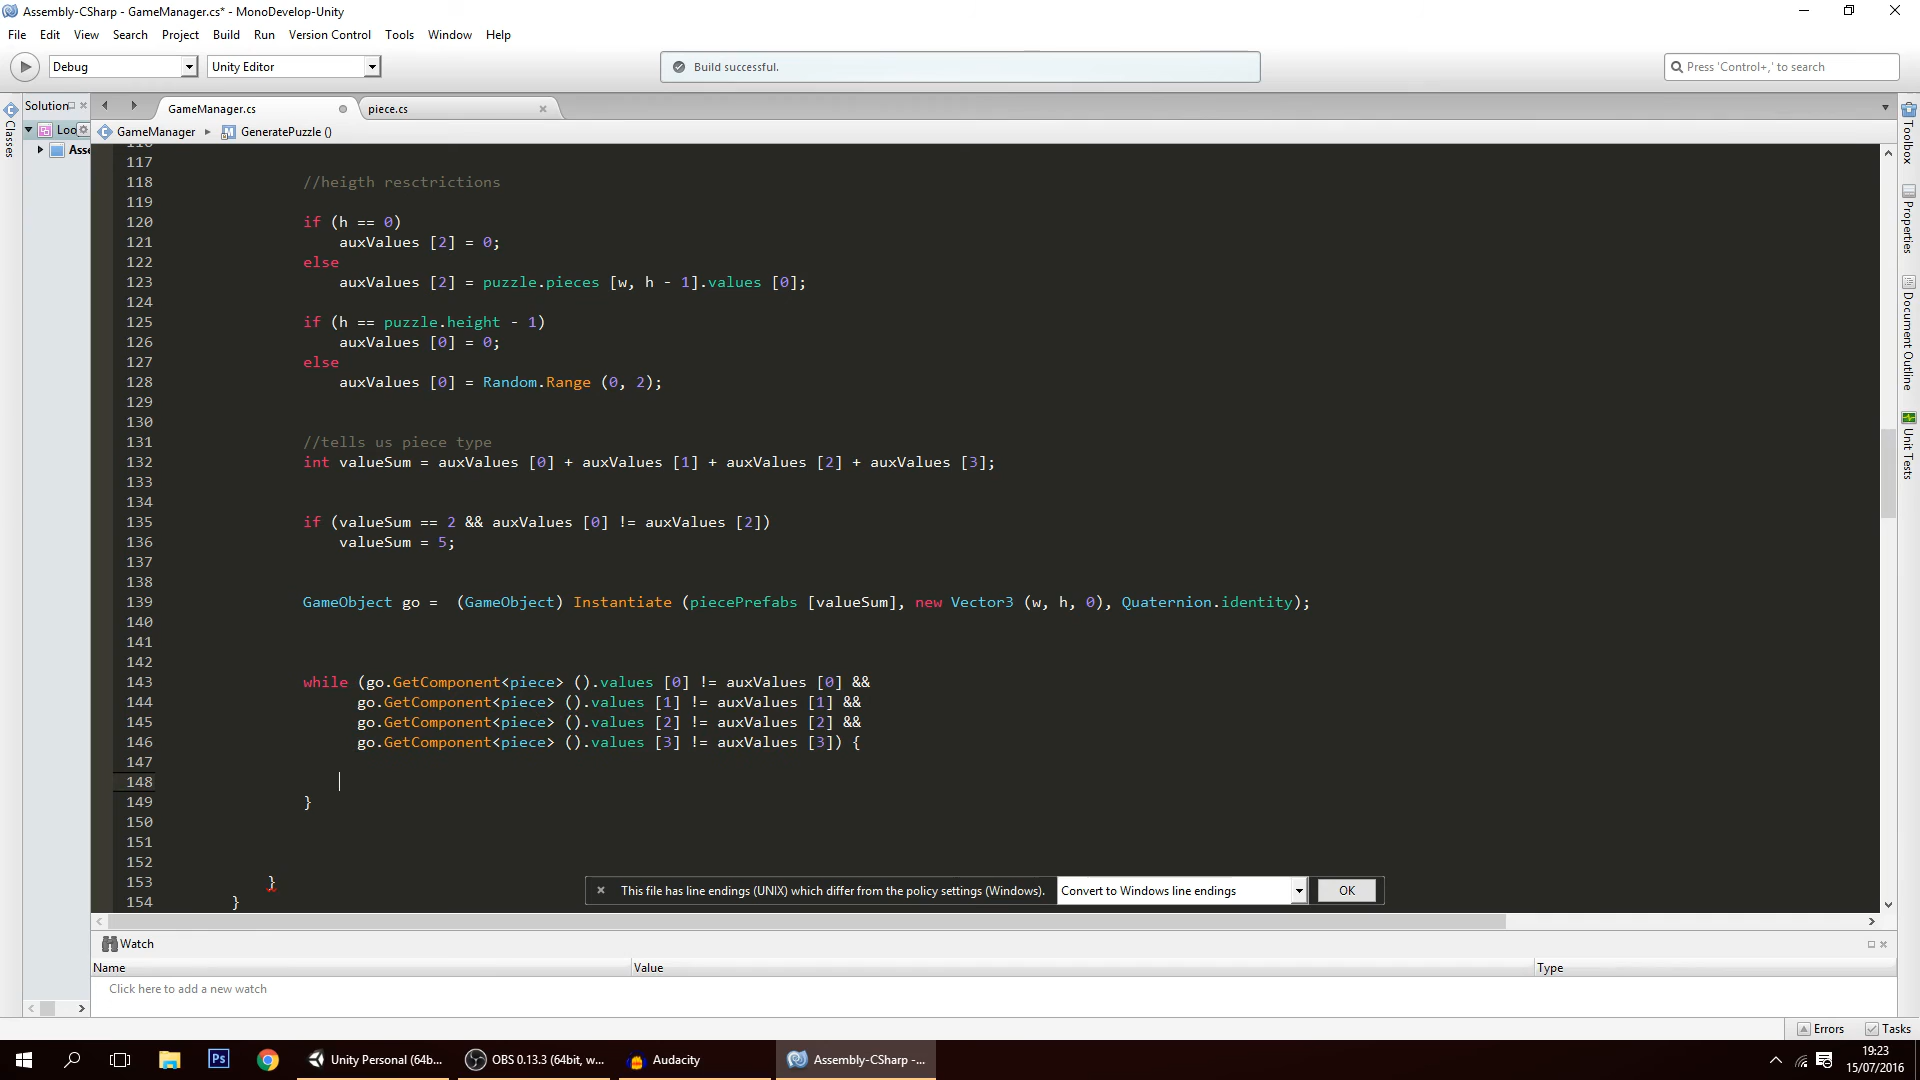 Assembly-CSharp - GameManager.cs* - MonoDevelop-Unity
File Edit View Search Project Build Run Version Control Tools Window Help
Debug Unity Editor Build successful. Press 'Control+,' to search
Solution GameManager.cs piece.cs
GameManager GeneratePuzzle ()
Classes
Loo
Asse
Toolbox
Properties
Document Outline
Unit Tests
116
117
118 //heigth resctrictions
119
120 if (h == 0)
121 auxValues [2] = 0;
122 else
123 auxValues [2] = puzzle.pieces [w, h - 1].values [0];
124
125 if (h == puzzle.height - 1)
126 auxValues [0] = 0;
127 else
128 auxValues [0] = Random.Range (0, 2);
129
130
131 //tells us piece type
132 int valueSum = auxValues [0] + auxValues [1] + auxValues [2] + auxValues [3];
133
134
135 if (valueSum == 2 && auxValues [0] != auxValues [2])
136 valueSum = 5;
137
138
139 GameObject go =  (GameObject) Instantiate (piecePrefabs [valueSum], new Vector3 (w, h, 0), Quaternion.identity);
140
141
142
143 while (go.GetComponent<piece> ().values [0] != auxValues [0] &&
144 go.GetComponent<piece> ().values [1] != auxValues [1] &&
145 go.GetComponent<piece> ().values [2] != auxValues [2] &&
146 go.GetComponent<piece> ().values [3] != auxValues [3]) {
147
148
149 }
150
151
152
153 }
154 }
This file has line endings (UNIX) which differ from the policy settings (Windows). Convert to Windows line endings OK
Watch
Name Value Type
Click here to add a new watch
Errors Tasks
Ps Unity Personal (64b... OBS 0.13.3 (64bit, w... Audacity Assembly-CSharp -... 19:23
15/07/2016